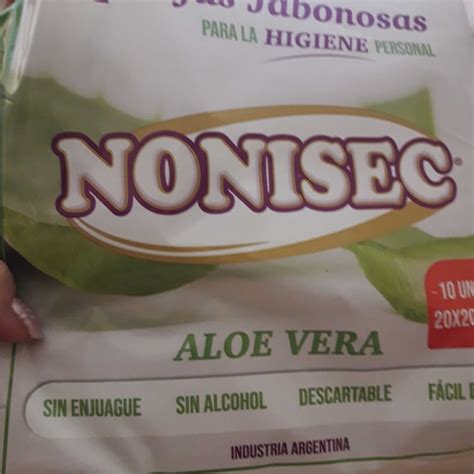 Jabonosas
PARA LA HIGIENE PERSONAL
NONISEC
- 10 UN
20X20
ALOE VERA
SIN ENJUAGUE SIN ALCOHOL DESCARTABLE FÁCIL
INDUSTRIA ARGENTINA